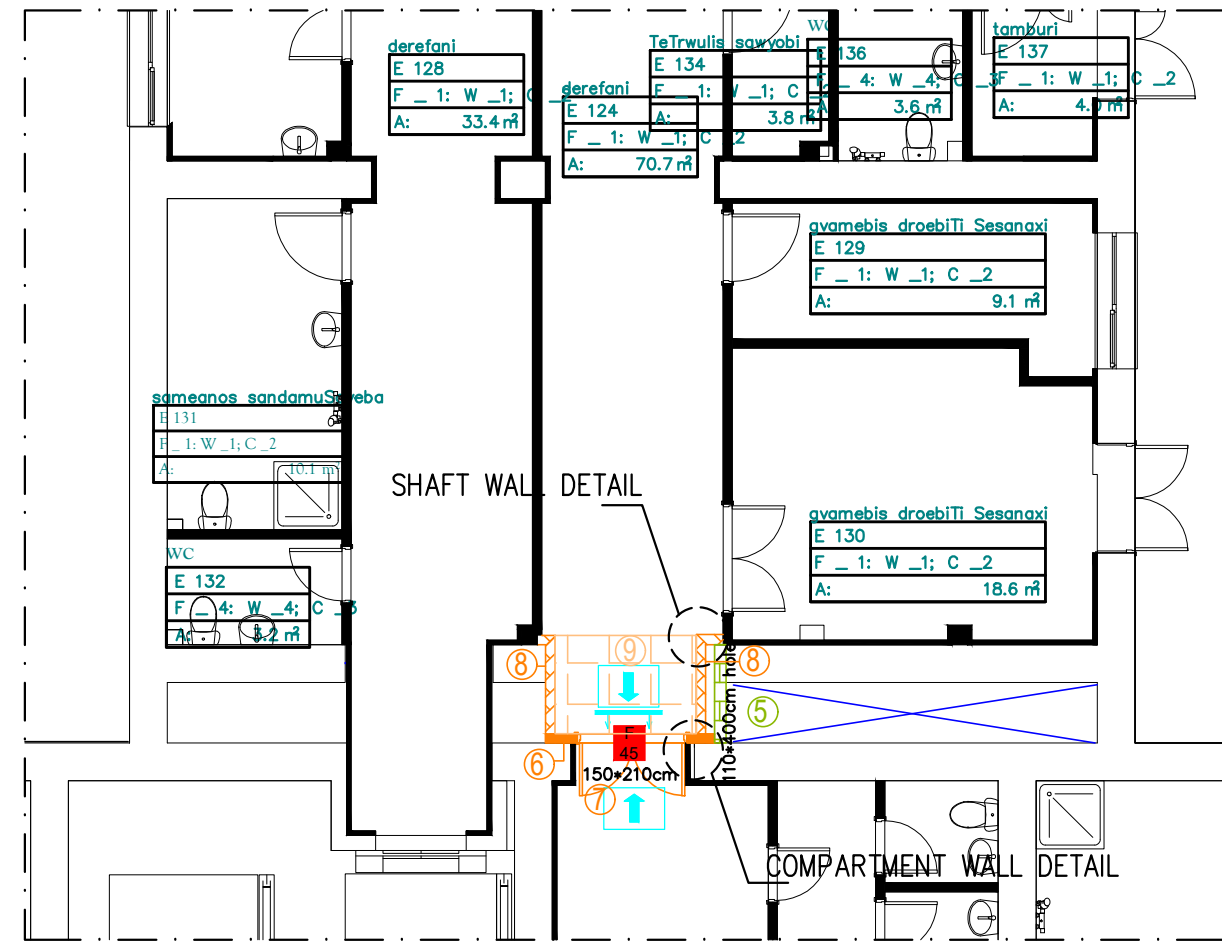 derefani
E 128
F _ 1: W _1; C _2
A: 33.4 m²
derefani
E 124
F _ 1: W _1; C _2
A: 70.7 m²
TeTrwulis sawyobi
E 134
F _ 1: W _1; C
A: 3.8 m²
WC
E 136
F _ 4: W _4; C _3
A: 3.6 m²
tamburi
E 137
F _ 1: W _1; C _2
A: m²
gvamebis droebiTi Sesanaxi
E 129
F _ 1: W _1; C _2
A: 9.1 m²
sameanos
E 131
F _ 1: W _1; C _2
A: 10.1 m²
SHAFT WALL DETAIL
gvamebis droebiTi Sesanaxi
E 130
F _ 1: W _1; C _2
A: 18.6 m²
WC
E 132
F _ 4: W _4; C _3
A: 3.2 m²
8
9
8
110*400cm hole
5
F
45
6
150*210cm
7
COMPARTMENT WALL DETAIL